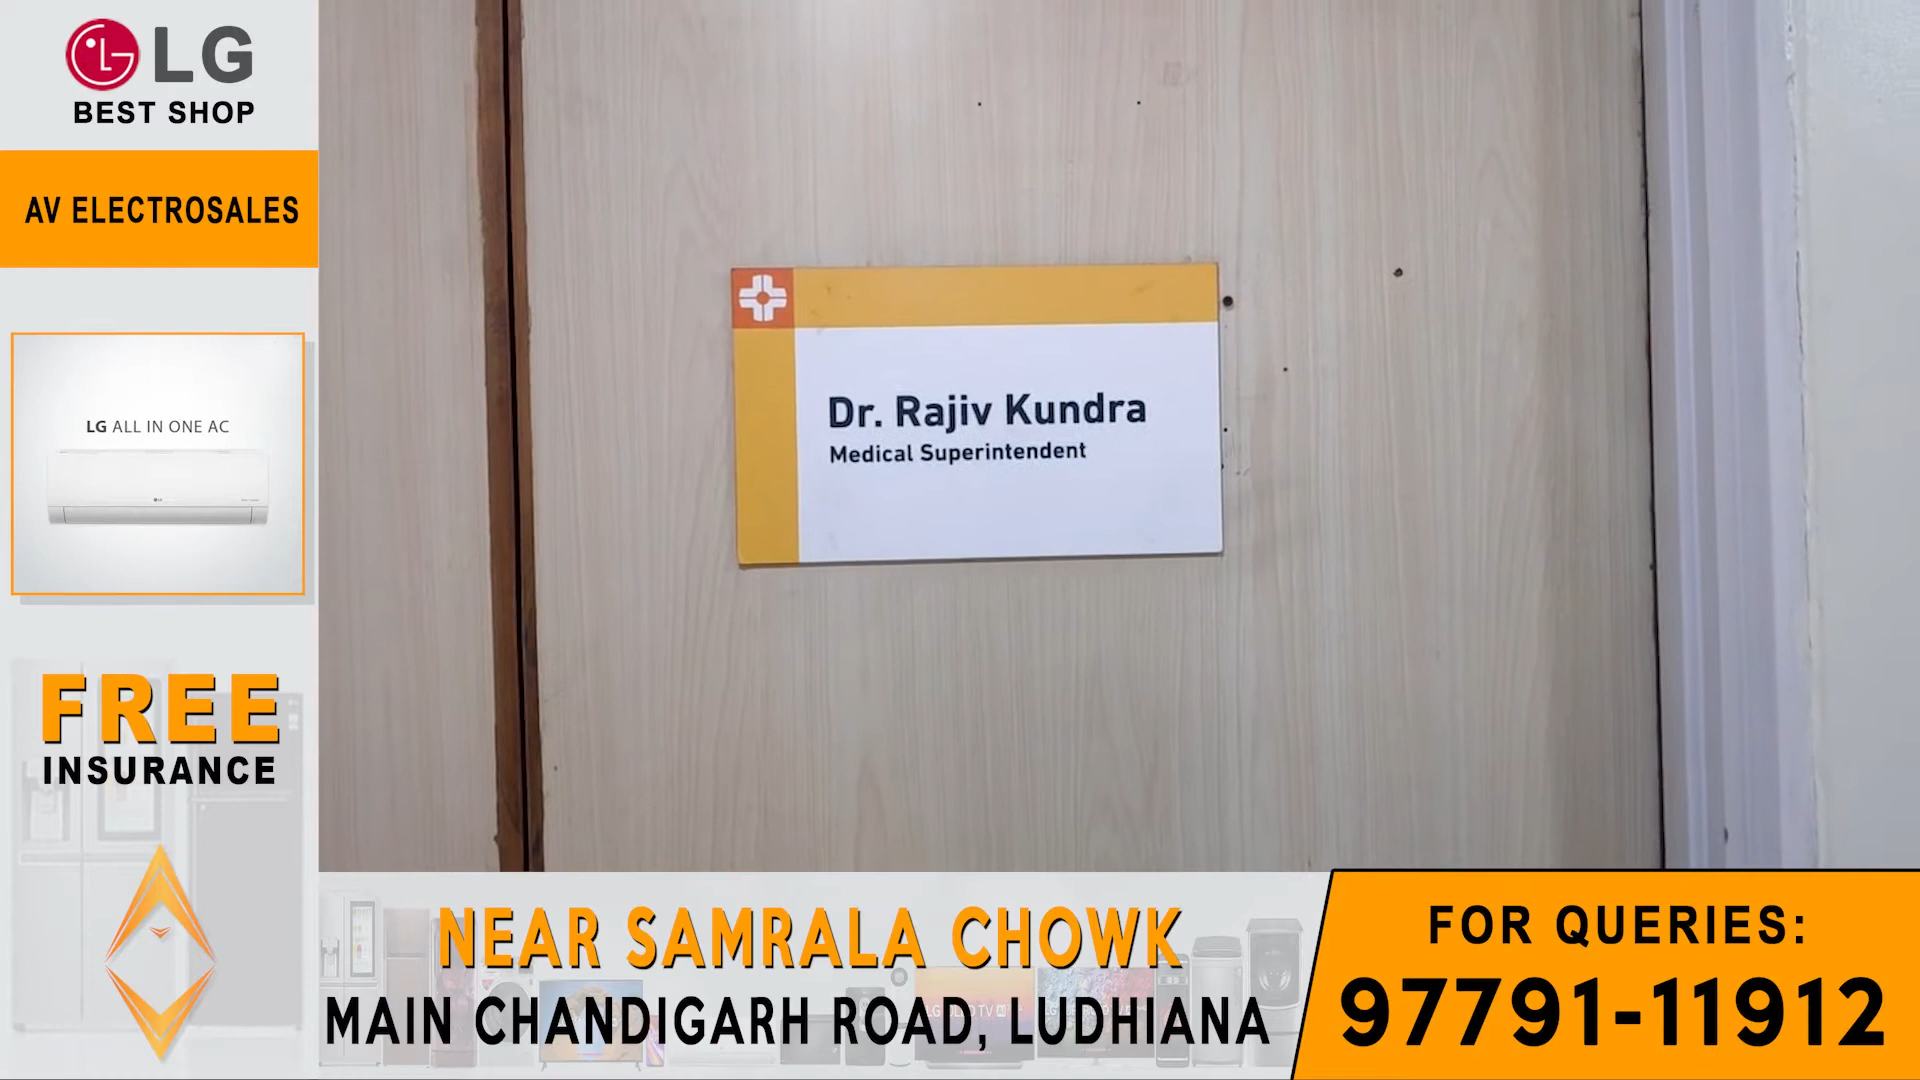 LG
BEST SHOP
AV ELECTROSALES
LG ALL IN ONE AC
FREE
INSURANCE
Dr. Rajiv Kundra
Medical Superintendent
NEAR SAMRALA CHOWK
MAIN CHANDIGARH ROAD, LUDHIANA
FOR QUERIES:
97791-11912